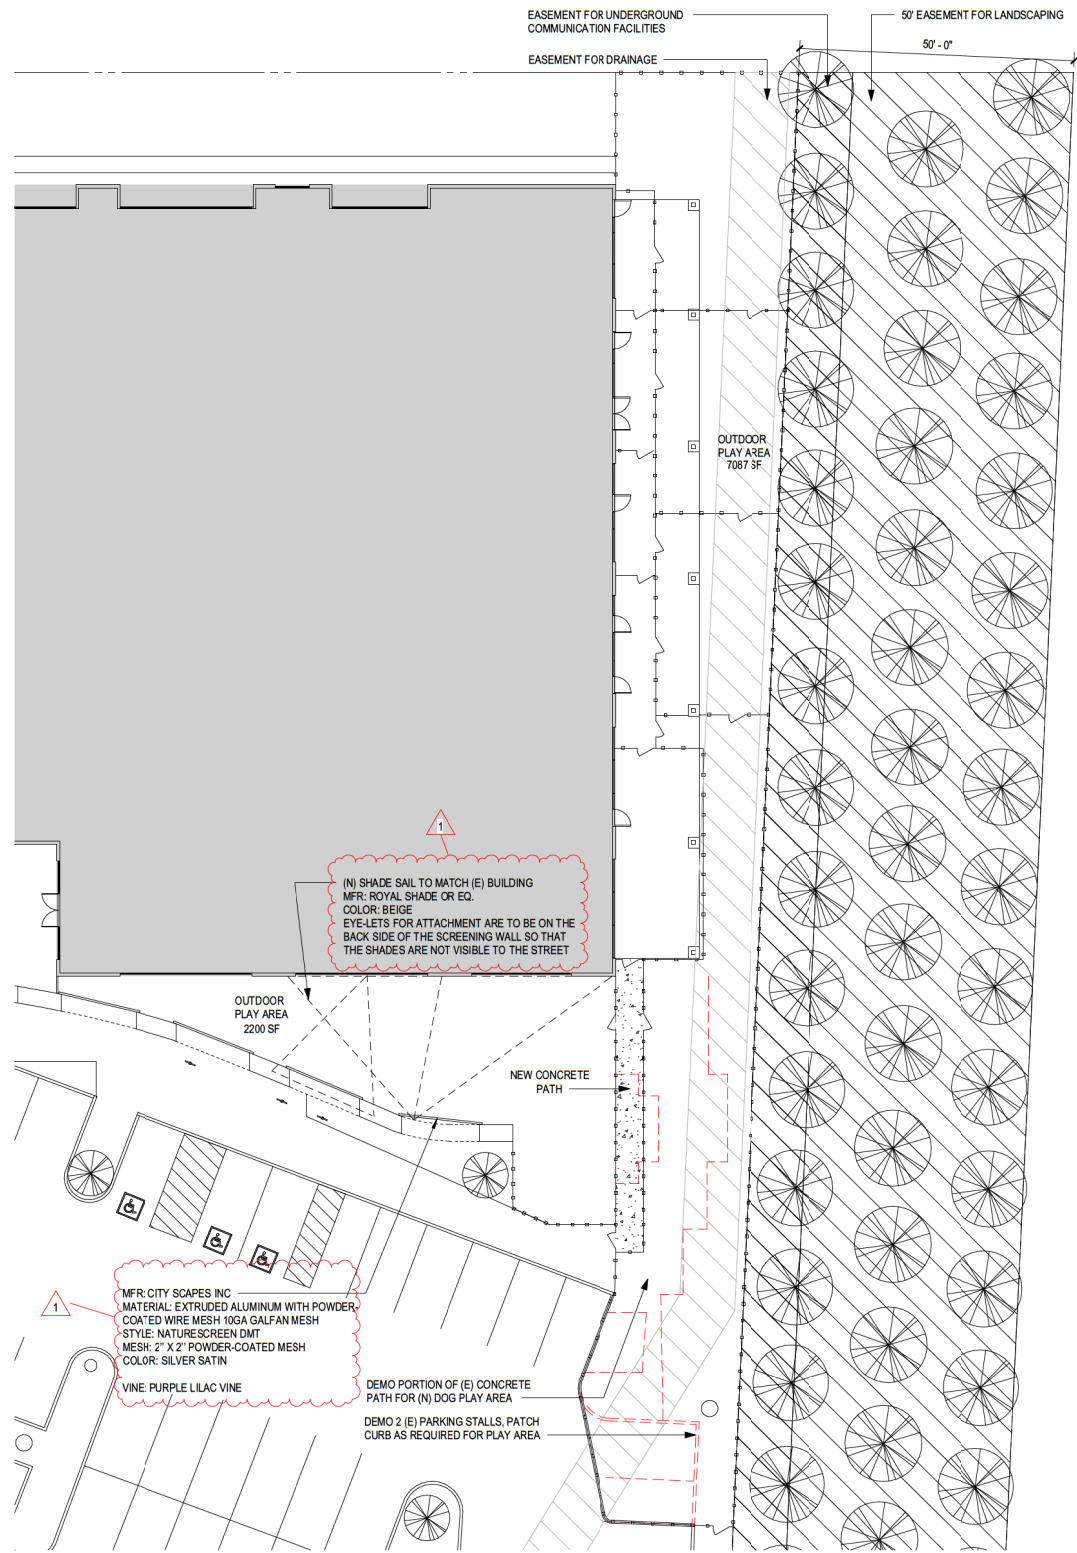 EASEMENT FOR UNDERGROUND
COMMUNICATION FACILITIES
50' EASEMENT FOR LANDSCAPING
50' - 0"
EASEMENT FOR DRAINAGE
OUTDOOR
PLAY AREA
7087 SF
1
(N) SHADE SAIL TO MATCH (E) BUILDING
MFR: ROYAL SHADE OR EQ.
COLOR: BEIGE
EYE-LETS FOR ATTACHMENT ARE TO BE ON THE
BACK SIDE OF THE SCREENING WALL SO THAT
THE SHADES ARE NOT VISIBLE TO THE STREET
OUTDOOR
PLAY AREA
2200 SF
NEW CONCRETE
PATH
1
MFR: CITY SCAPES INC
MATERIAL: EXTRUDED ALUMINUM WITH POWDER-
COATED WIRE MESH 10GA GALFAN MESH
STYLE: NATURESCREEN DMT
MESH: 2" X 2" POWDER-COATED MESH
COLOR: SILVER SATIN
VINE: PURPLE LILAC VINE
DEMO PORTION OF (E) CONCRETE
PATH FOR (N) DOG PLAY AREA
DEMO 2 (E) PARKING STALLS, PATCH
CURB AS REQUIRED FOR PLAY AREA